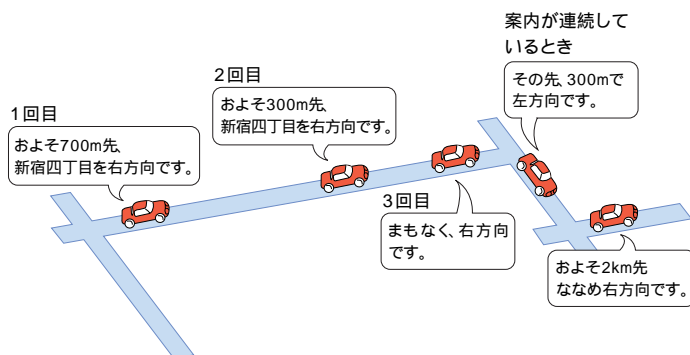 1回目
およそ700m先、
新宿四丁目を右方向です。
2回目
およそ300m先、
新宿四丁目を右方向です。
3回目
まもなく、右方向
です。
案内が連続して
いるとき
その先、300mで
左方向です。
およそ2km先
ななめ右方向です。